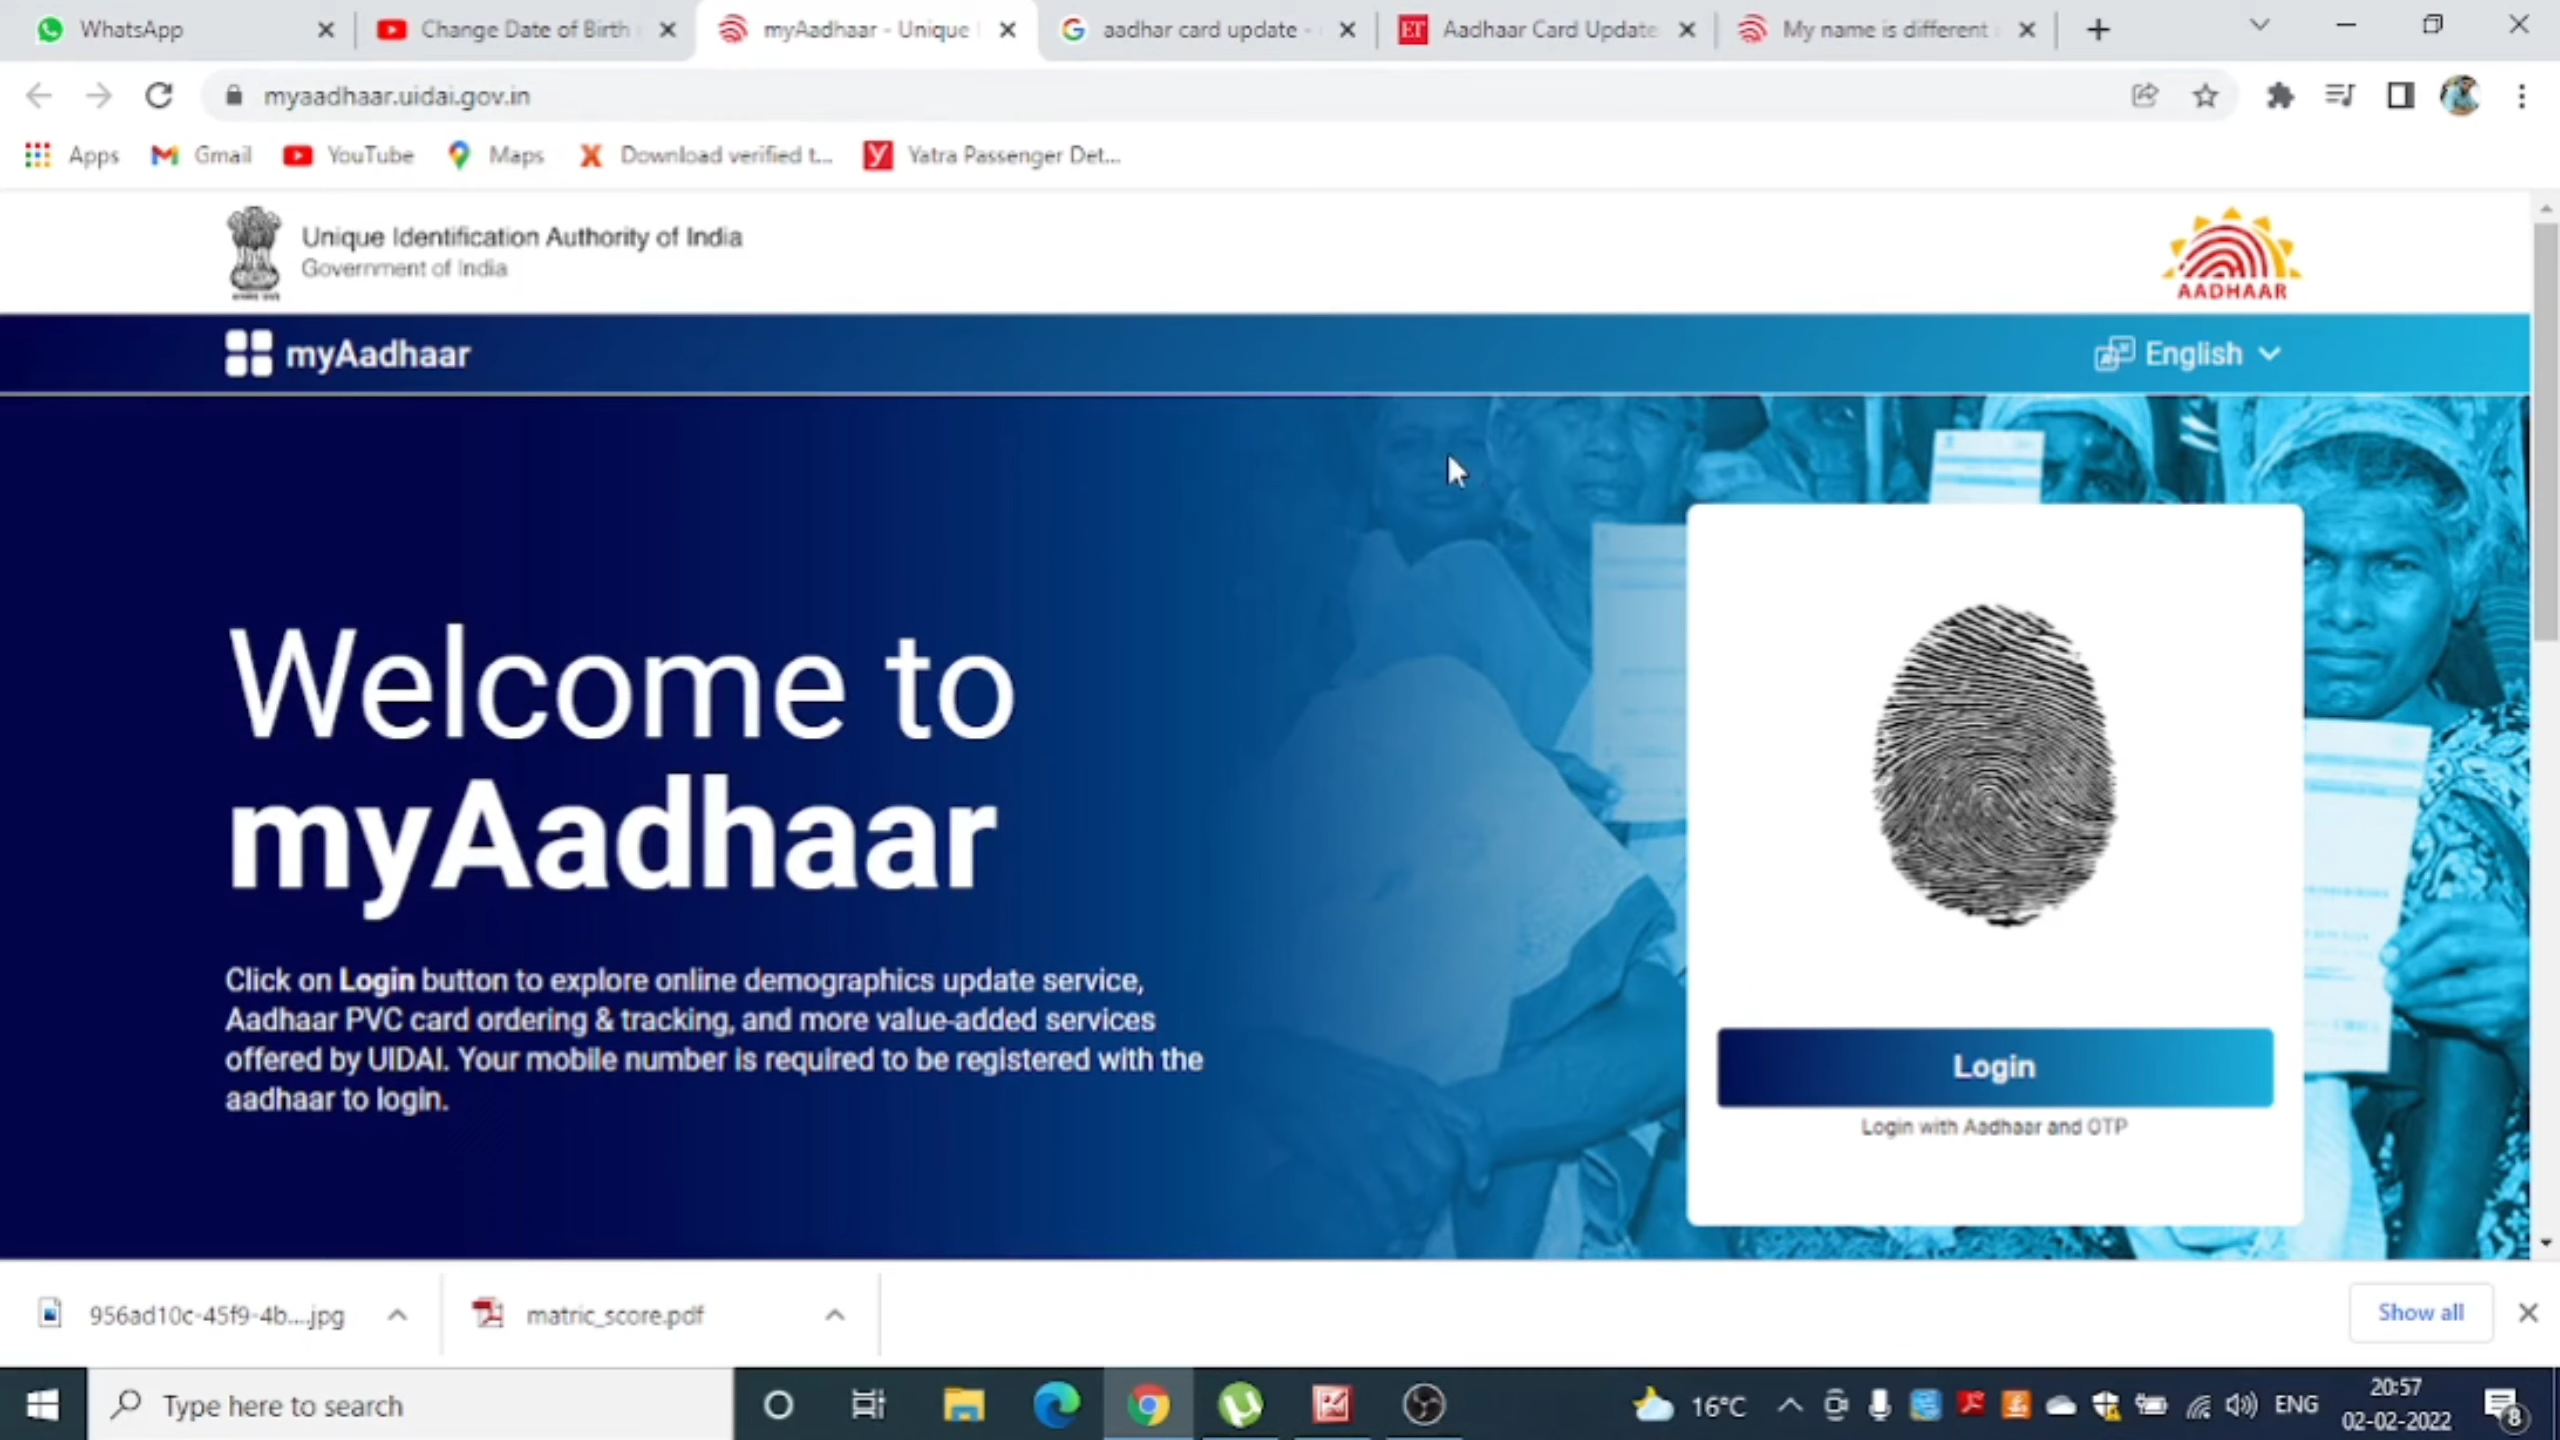 WhatsApp
Change Date of Birth
myAadhaar - Unique
aadhar card update -
Aadhaar Card Update
My name is different
myaadhaar.uidai.gov.in
Apps
Gmail
YouTube
Maps
Download verified t...
Yatra Passenger Det...
Unique Identification Authority of India
Government of India
AADHAAR
myAadhaar
English
Welcome to
myAadhaar
Click on Login button to explore online demographics update service,
Aadhaar PVC card ordering & tracking, and more value-added services
offered by UIDAI. Your mobile number is required to be registered with the
aadhaar to login.
Login
Login with Aadhaar and OTP
956ad10c-45f9-4b....jpg
matric_score.pdf
Show all
Type here to search
16°C
ENG
20:57
02-02-2022
8